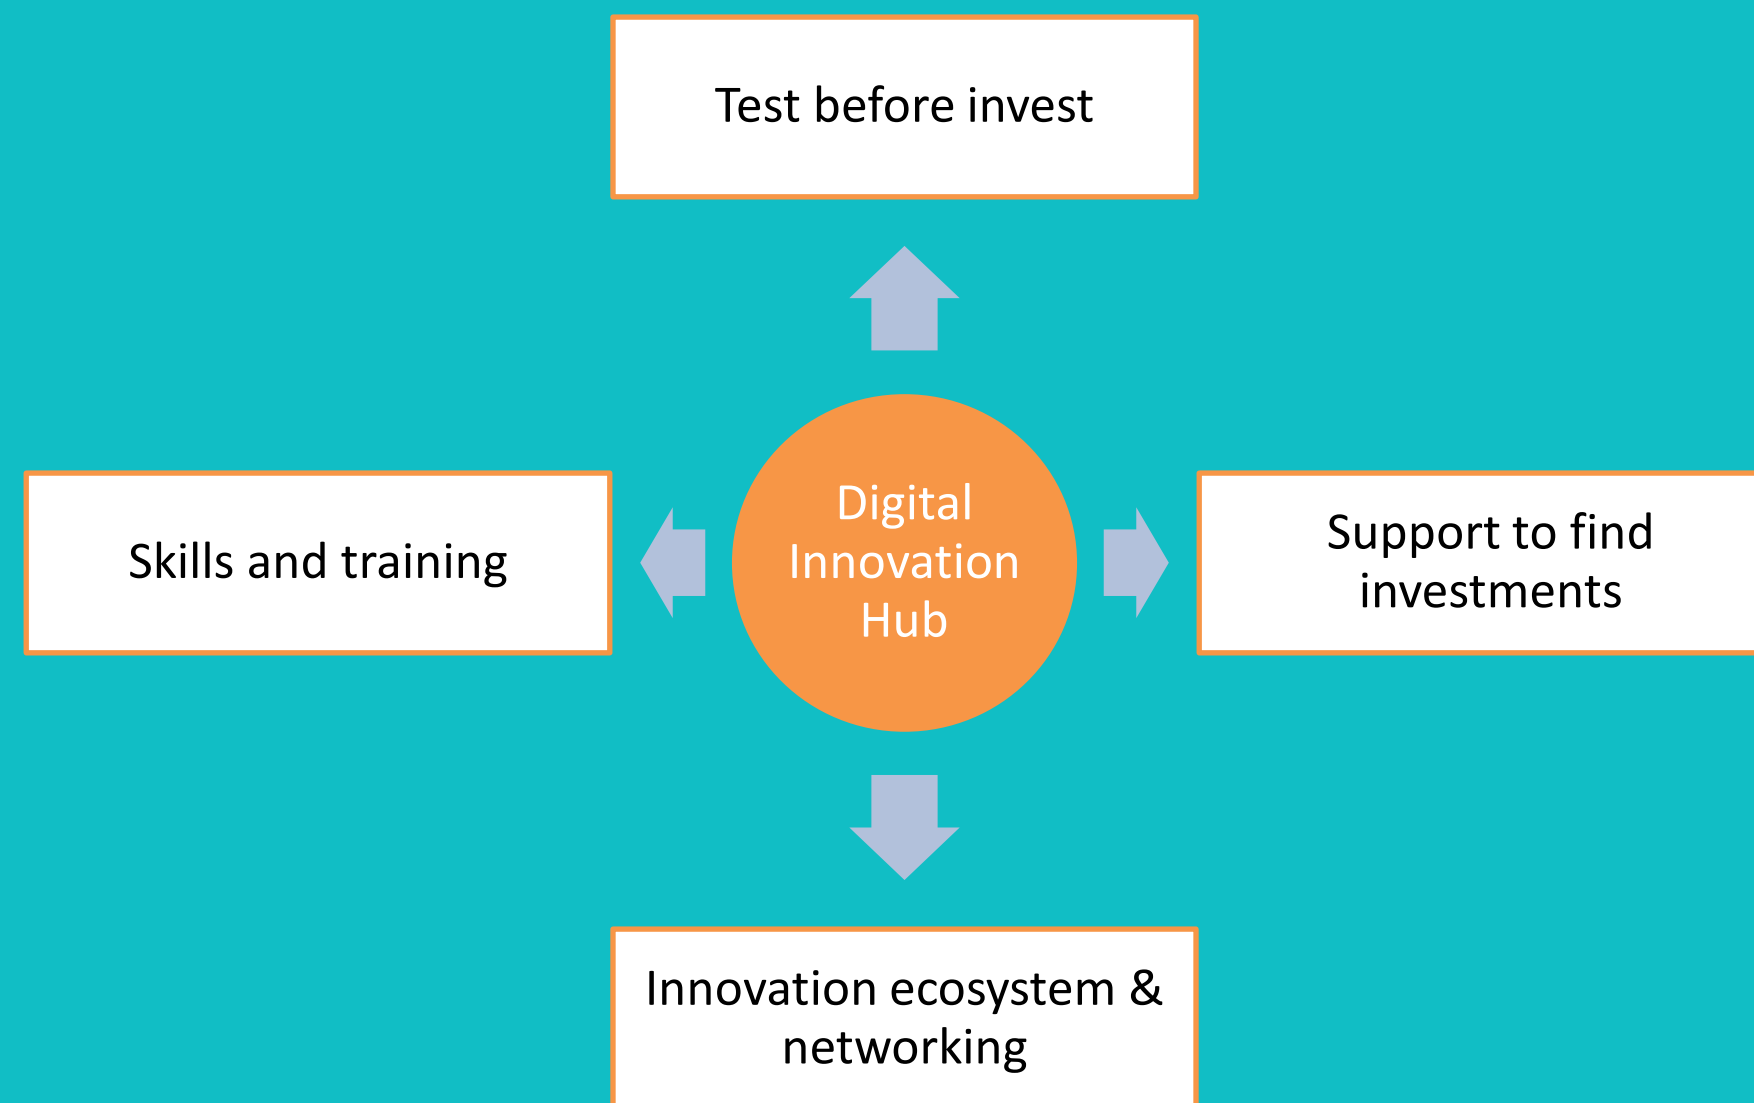 Test before invest
Skills and training
Digital
Innovation
Hub
Support to find
investments
Innovation ecosystem &
networking